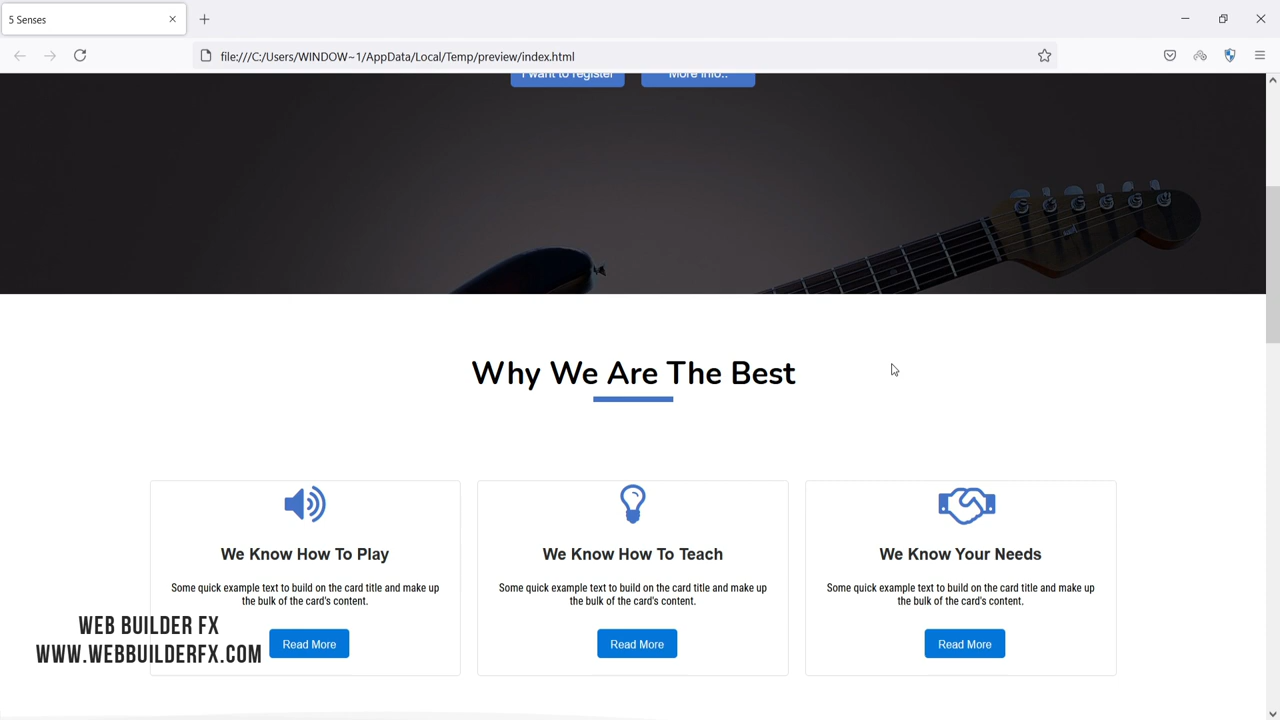 5 Senses
file:///C:/Users/WINDOW~1/AppData/Local/Temp/preview/index.html
I want to register
More Info..
Why We Are The Best
We Know How To Play
Some quick example text to build on the card title and make up
the bulk of the card's content.
Read More
We Know How To Teach
Some quick example text to build on the card title and make up
the bulk of the card's content.
Read More
We Know Your Needs
Some quick example text to build on the card title and make up
the bulk of the card's content.
Read More
WEB BUILDER FX
WWW.WEBBUILDERFX.COM